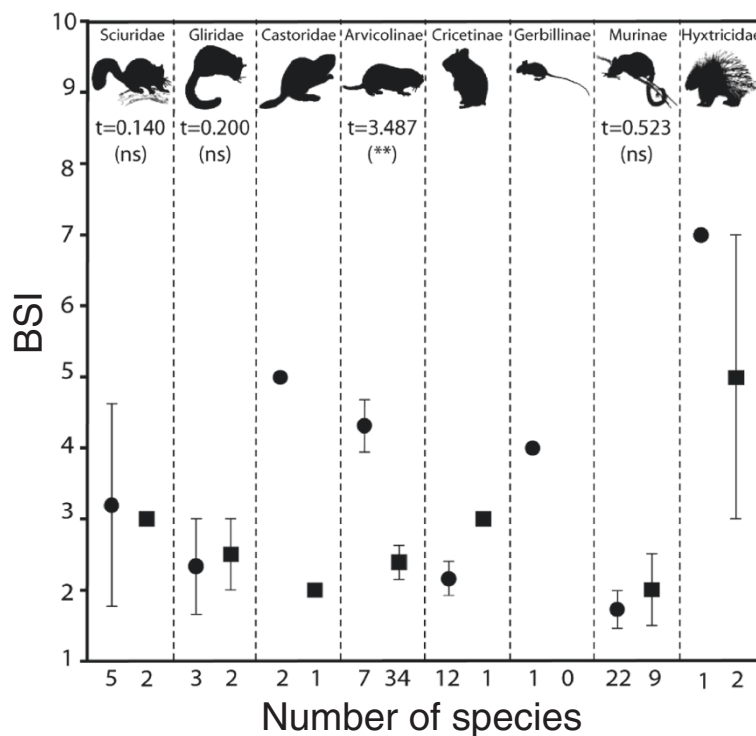 Sciuridae Gliridae Castoridae Arvicolinae Cricetinae Gerbillinae Murinae Hyxtricidae
t=0.140 t=0.200 t=3.487 t=0.523
(ns) (ns) (**) (ns)
10
9
8
7
6
5
4
3
2
1
BSI
5 2 3 2 2 1 7 34 12 1 1 0 22 9 1 2
Number of species